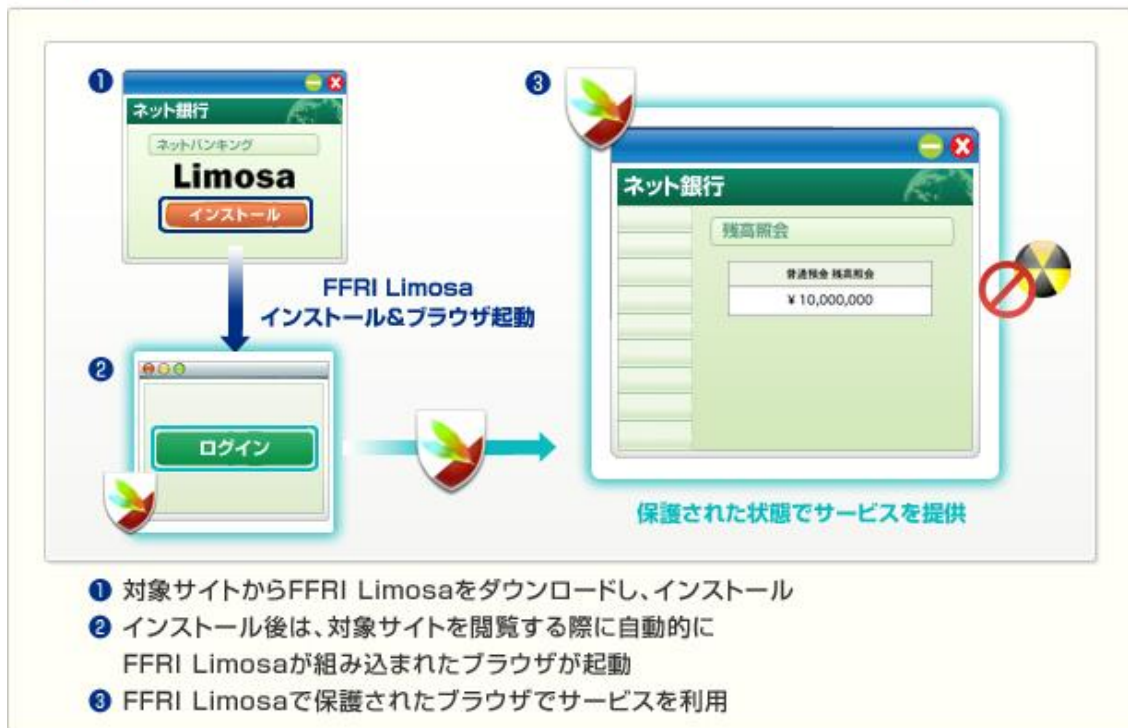 ❶
ネット銀行
ネットバンキング
Limosa
インストール
FFRI Limosa
インストール&ブラウザ起動
❷
ログイン
❸
ネット銀行
残高照会
普通預金 残高照会
¥ 10,000,000
保護された状態でサービスを提供
❶ 対象サイトからFFRI Limosaをダウンロードし、インストール
❷ インストール後は、対象サイトを閲覧する際に自動的に
FFRI Limosaが組み込まれたブラウザが起動
❸ FFRI Limosaで保護されたブラウザでサービスを利用